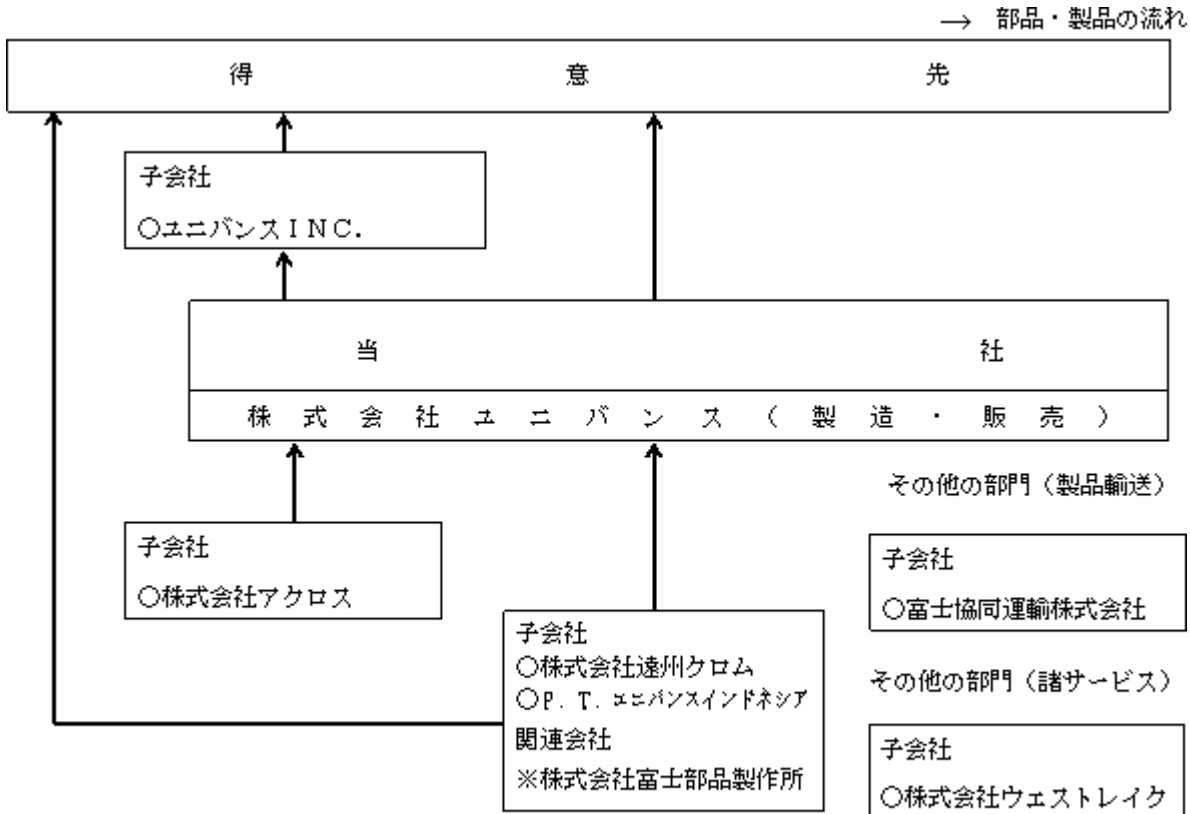 → 部品・製品の流れ
得意先
子会社
○ユニバンスＩＮＣ.
当社
株式会社ユニバンス（製造・販売）
その他の部門（製品輸送）
子会社
○株式会社アクロス
子会社
○富士協同運輸株式会社
子会社
○株式会社遠州クロム
○Ｐ．Ｔ．ユニバンスインドネシア
関連会社
※株式会社富士部品製作所
その他の部門（諸サービス）
子会社
○株式会社ウェストレイク